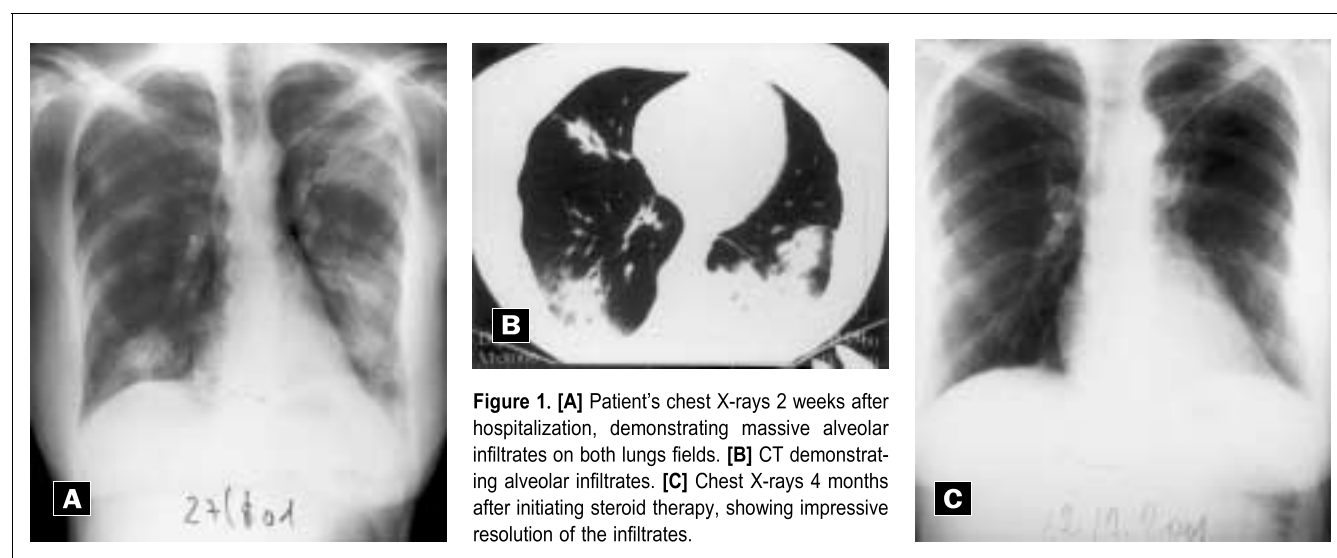 A
B
C
Figure 1. [A] Patient's chest X-rays 2 weeks after
hospitalization, demonstrating massive alveolar
infiltrates on both lungs fields. [B] CT demonstrat-
ing alveolar infiltrates. [C] Chest X-rays 4 months
after initiating steroid therapy, showing impressive
resolution of the infiltrates.